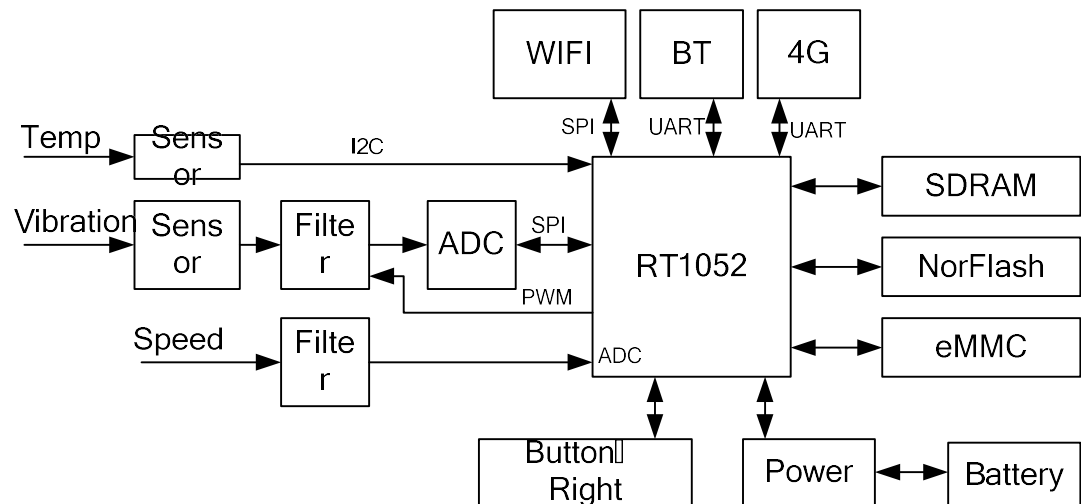 WIFI
BT
4G
SPI
UART
UART
Temp
Sens
or
I2C
SDRAM
Vibration
Sens
or
Filte
r
ADC
SPI
RT1052
NorFlash
PWM
Speed
Filte
r
ADC
eMMC
Button
Right
Power
Battery